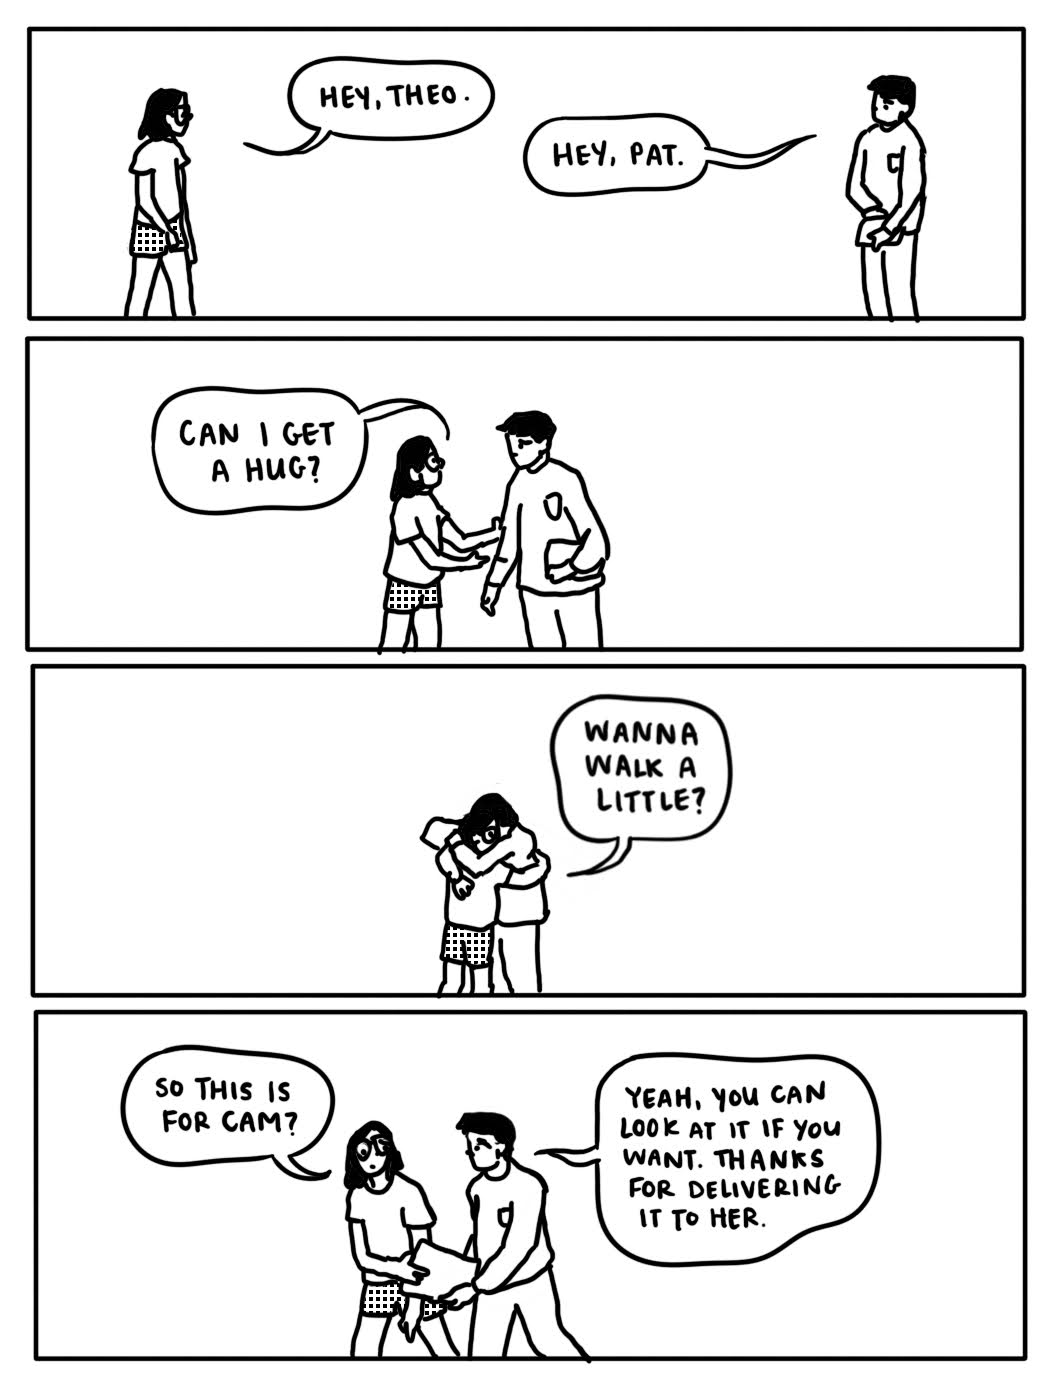 HEY, THEO.
HEY, PAT.
CAN I GET
A HUG?
WANNA
WALK A
LITTLE?
SO THIS IS
FOR CAM?
YEAH, YOU CAN
LOOK AT IT IF YOU
WANT. THANKS
FOR DELIVERING
IT TO HER.